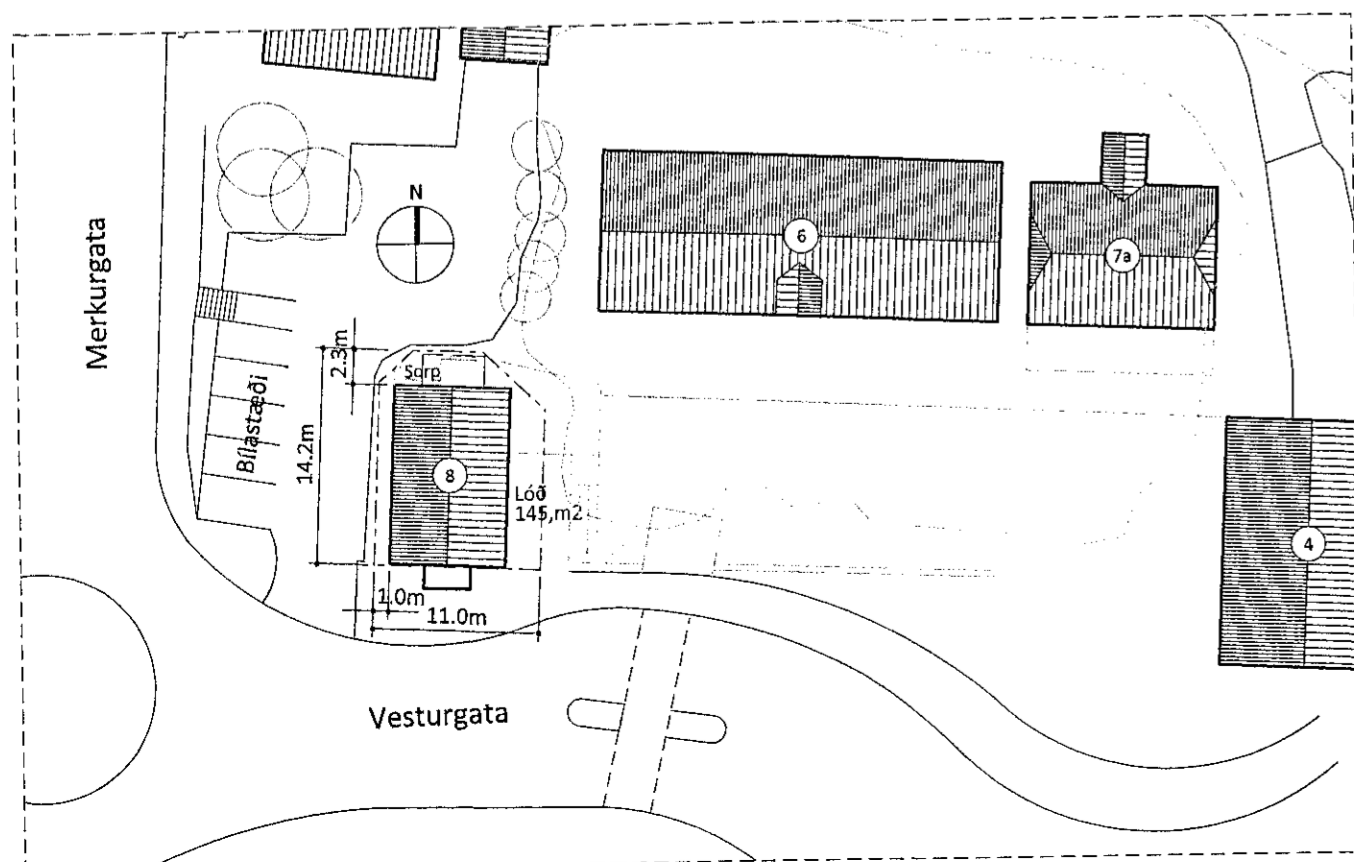 N
6
7a
Merkurgata
2.3m
Sorp
Bílastæði
14.2m
8
Lóð
145,m2
4
1.0m
11.0m
Vesturgata